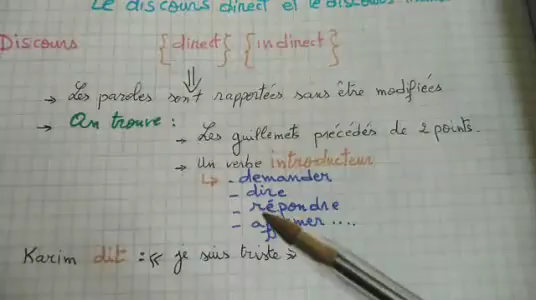 Le discours direct et le discours
Discours {direct} {indirect}
→ Les paroles sont rapportées sans être modifiées
→ On trouve :
→ Les guillemets précédés de 2 points.
→ Un verbe introducteur
↳ - demander
- dire
- répondre
- affirmer ....
Karim dit : « je suis triste »